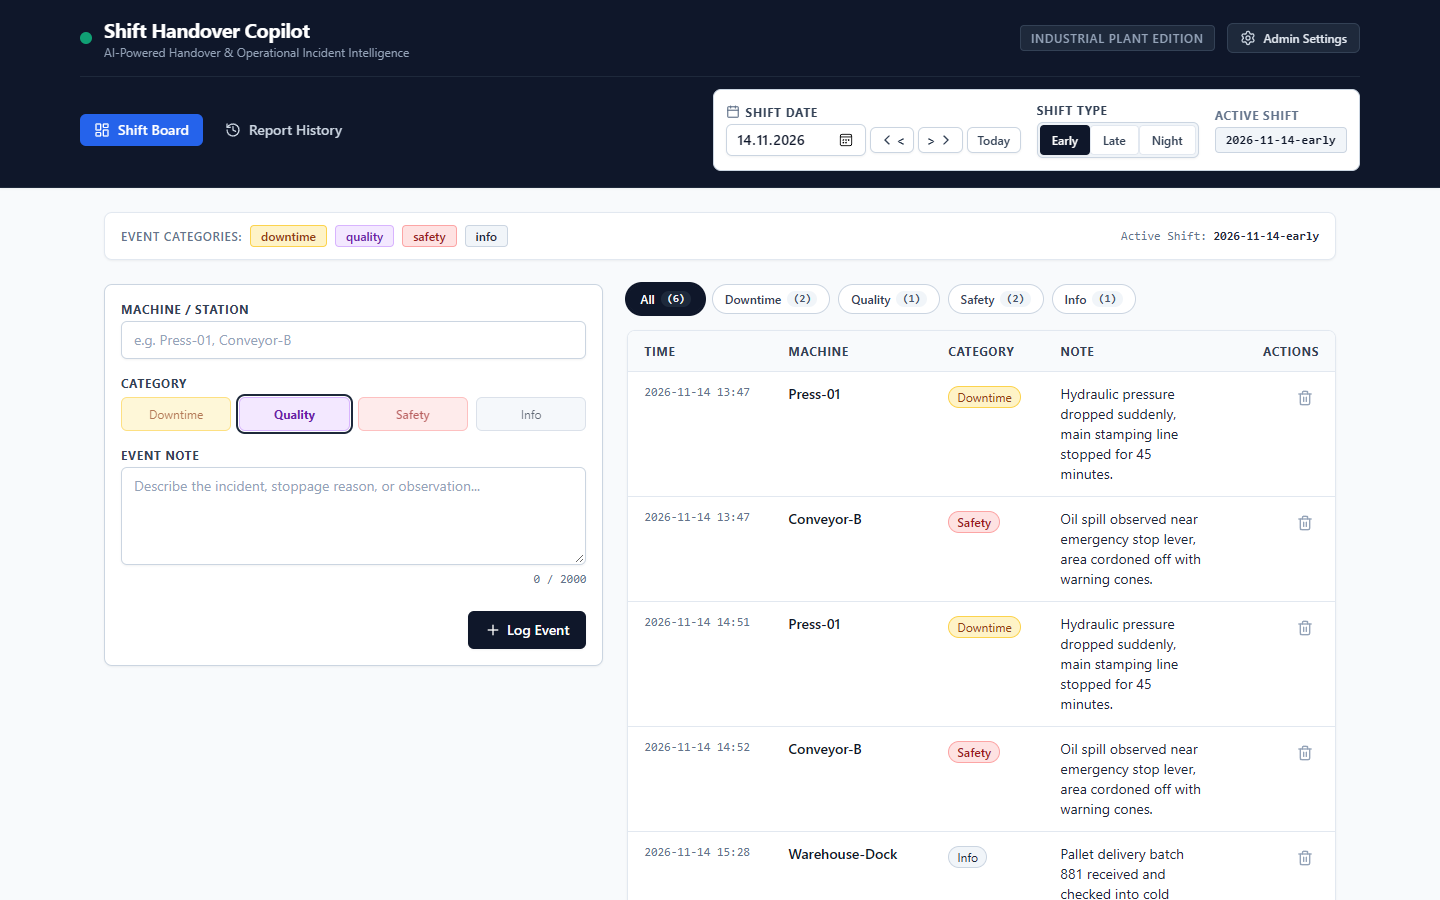 Shift Handover Copilot
AI-Powered Handover & Operational Incident Intelligence
INDUSTRIAL PLANT EDITION
Admin Settings
Shift Board
Report History
SHIFT DATE
14.11.2026
< <
> >
Today
SHIFT TYPE
Early
Late
Night
ACTIVE SHIFT
2026-11-14-early
EVENT CATEGORIES: downtime quality safety info
Active Shift: 2026-11-14-early
MACHINE / STATION
e.g. Press-01, Conveyor-B
CATEGORY
Downtime
Quality
Safety
Info
EVENT NOTE
Describe the incident, stoppage reason, or observation...
0 / 2000
+ Log Event
All (6)
Downtime (2)
Quality (1)
Safety (2)
Info (1)
TIME MACHINE CATEGORY NOTE ACTIONS
2026-11-14 13:47 Press-01 Downtime Hydraulic pressure
dropped suddenly,
main stamping line
stopped for 45
minutes.
2026-11-14 13:47 Conveyor-B Safety Oil spill observed near
emergency stop lever,
area cordoned off with
warning cones.
2026-11-14 14:51 Press-01 Downtime Hydraulic pressure
dropped suddenly,
main stamping line
stopped for 45
minutes.
2026-11-14 14:52 Conveyor-B Safety Oil spill observed near
emergency stop lever,
area cordoned off with
warning cones.
2026-11-14 15:28 Warehouse-Dock Info Pallet delivery batch
881 received and
checked into cold